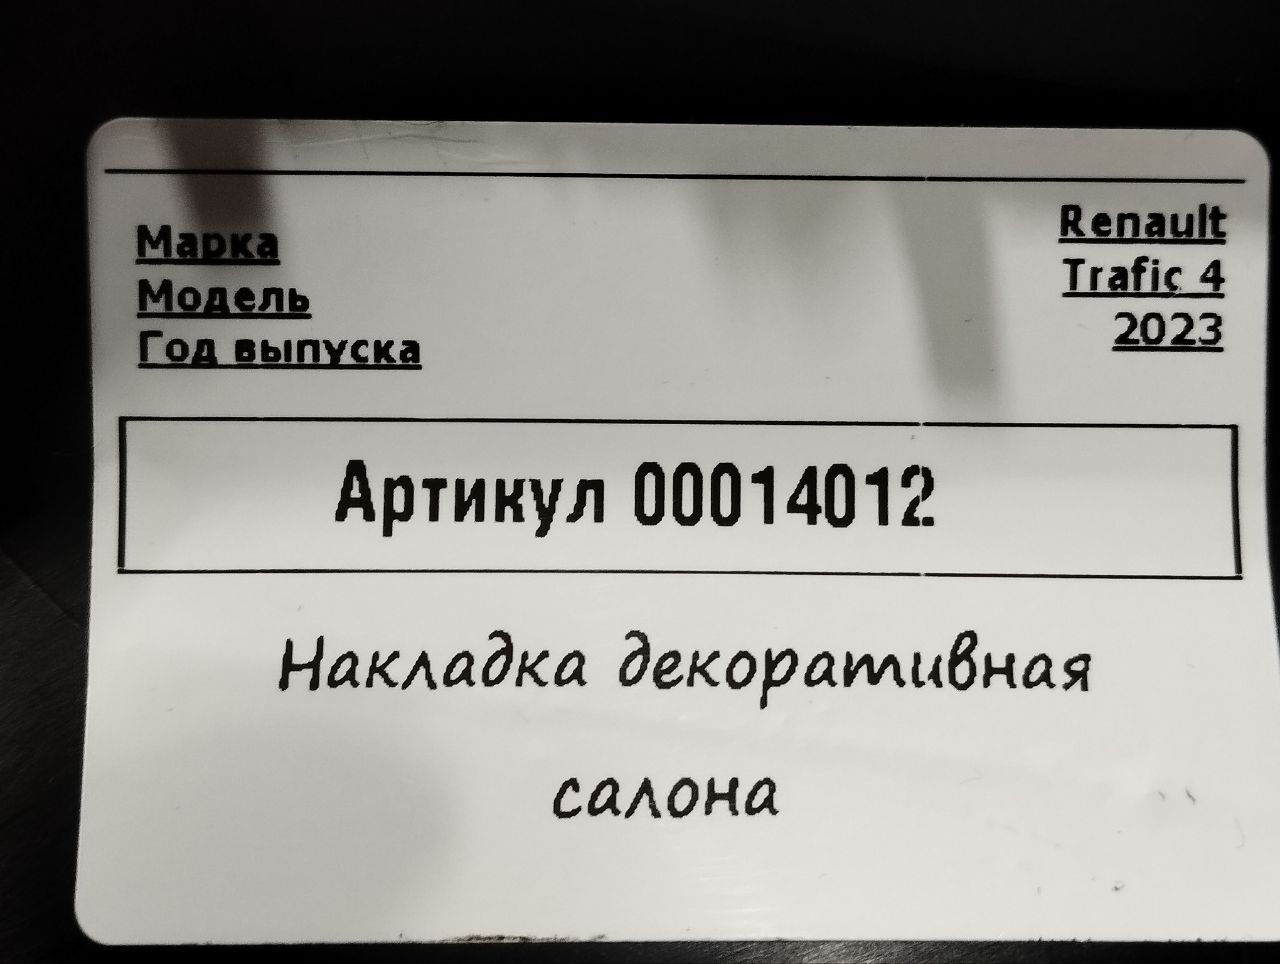 Марка Renault
Модель Trafic 4
Год выпуска 2023
Артикул 00014012
Накладка декоративная
салона